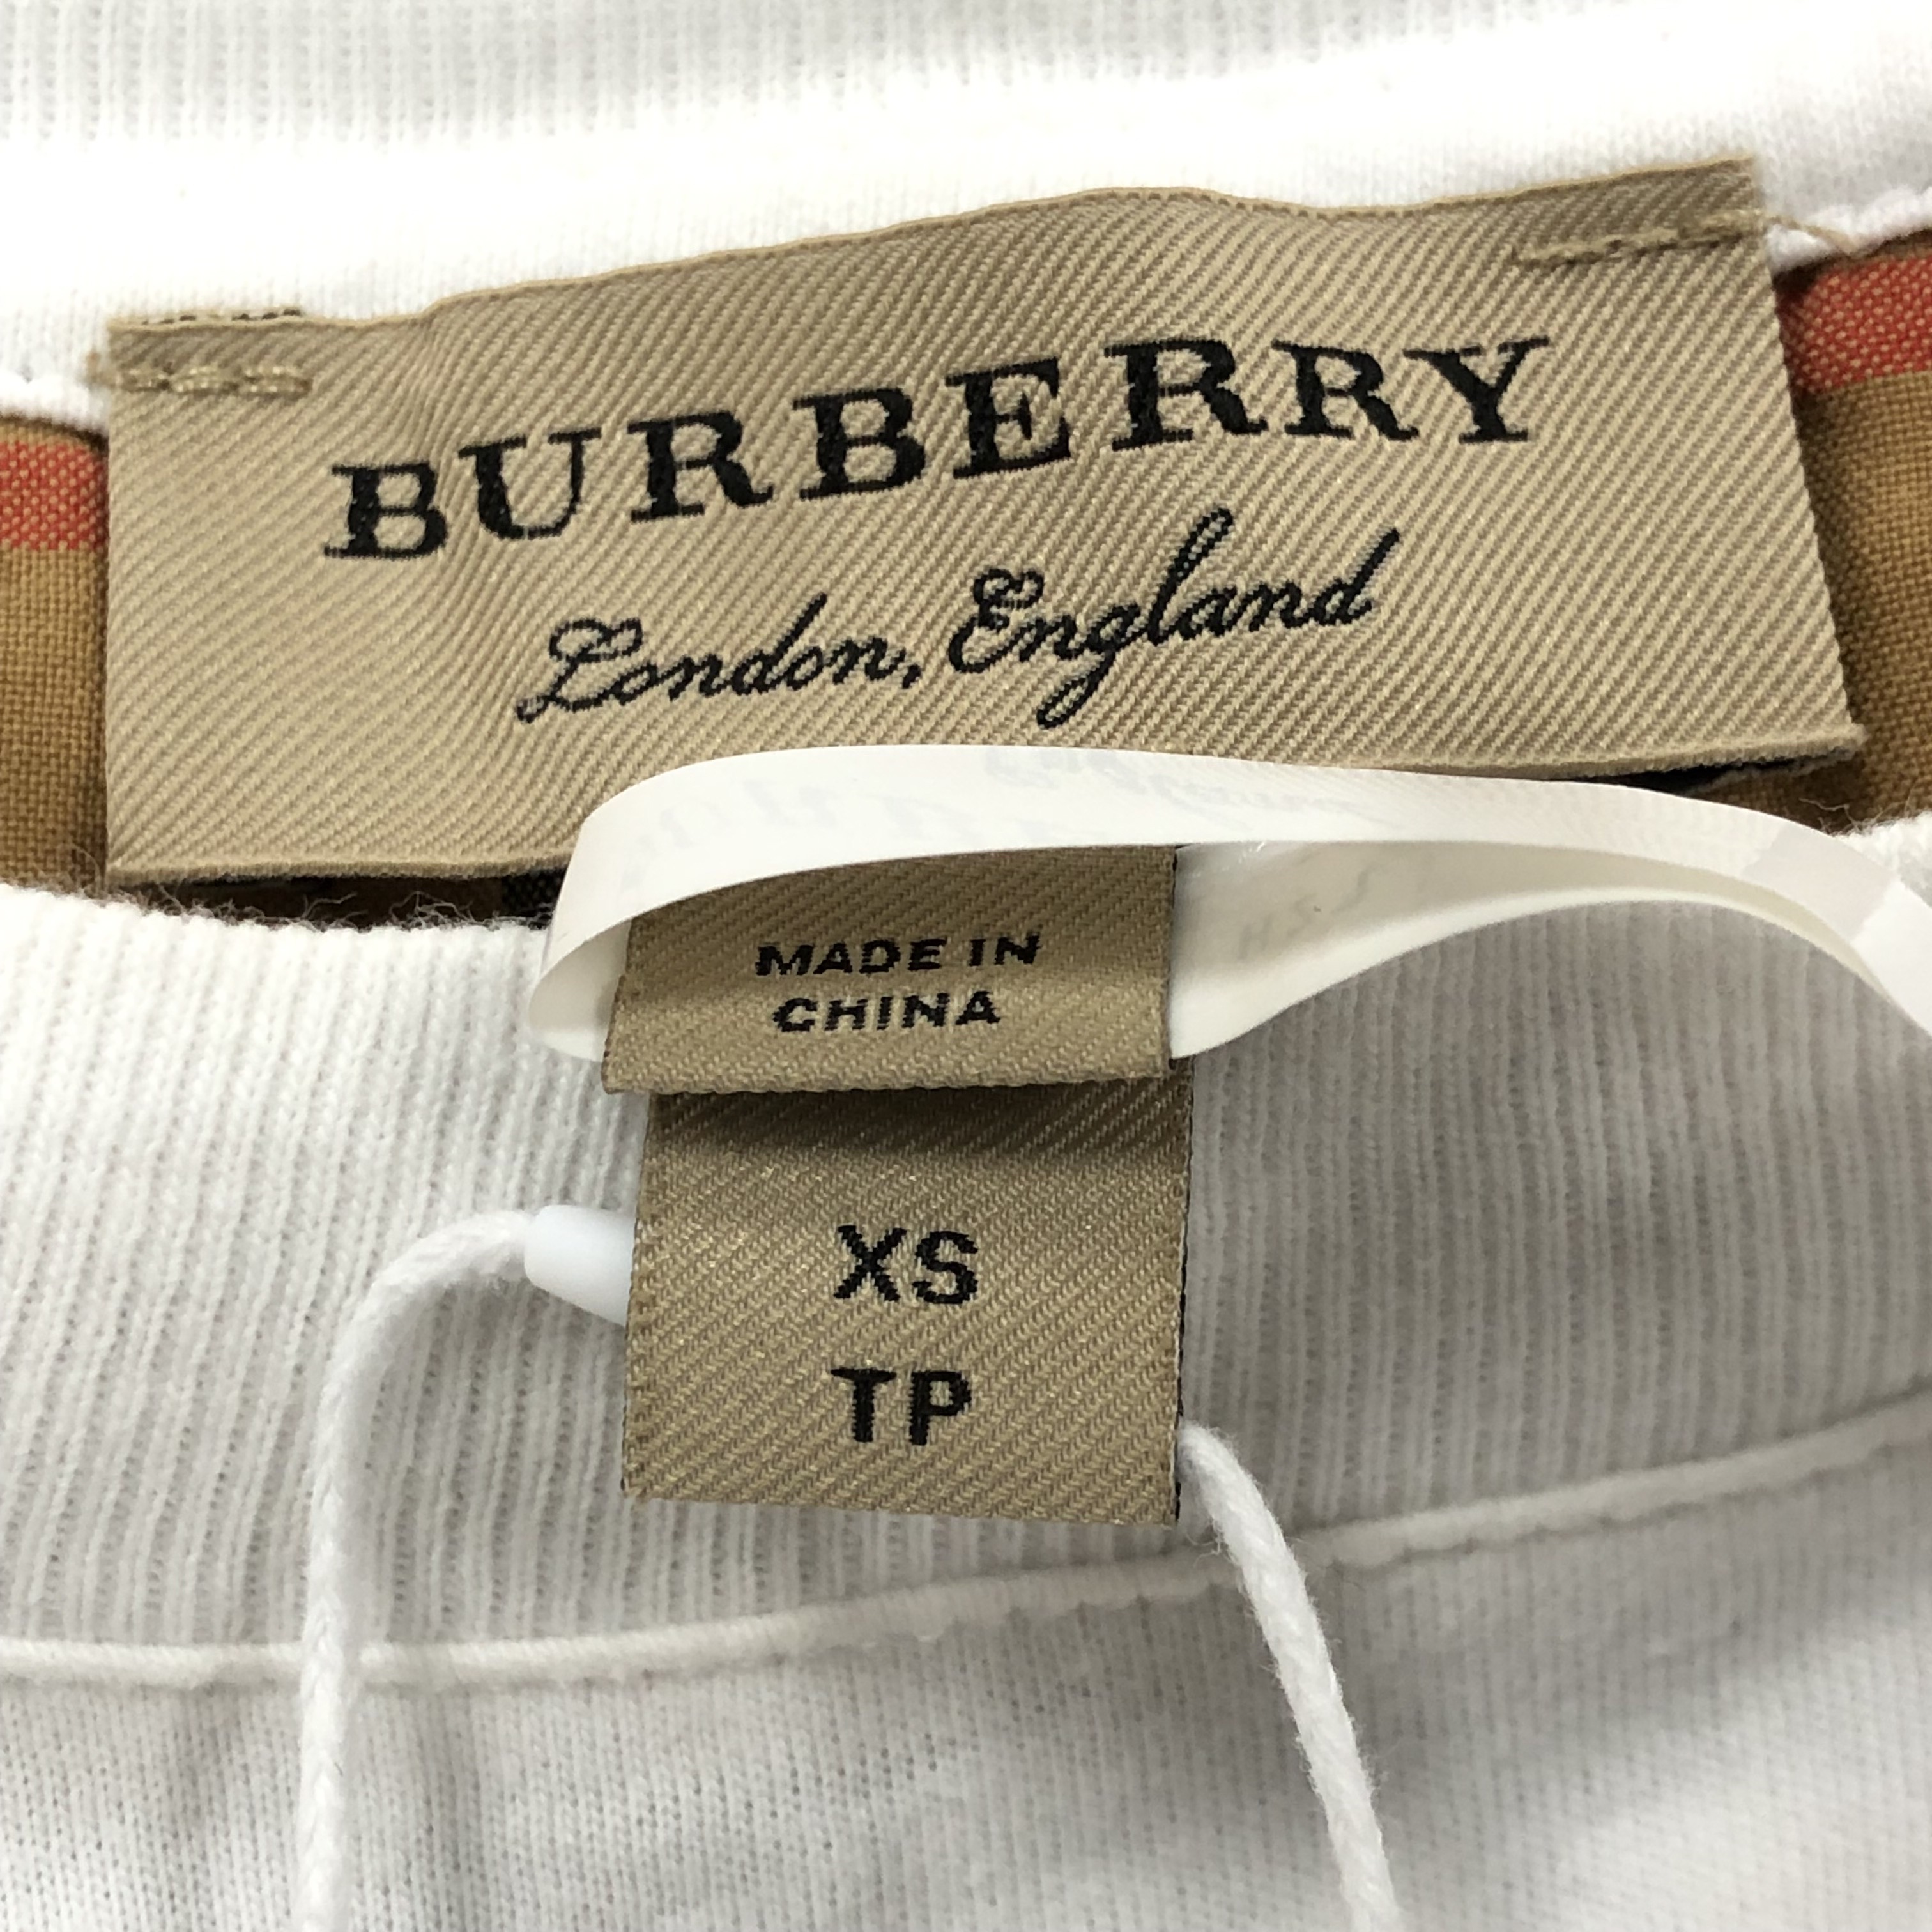 BURBERRY
London, England
MADE IN
CHINA
XS
TP